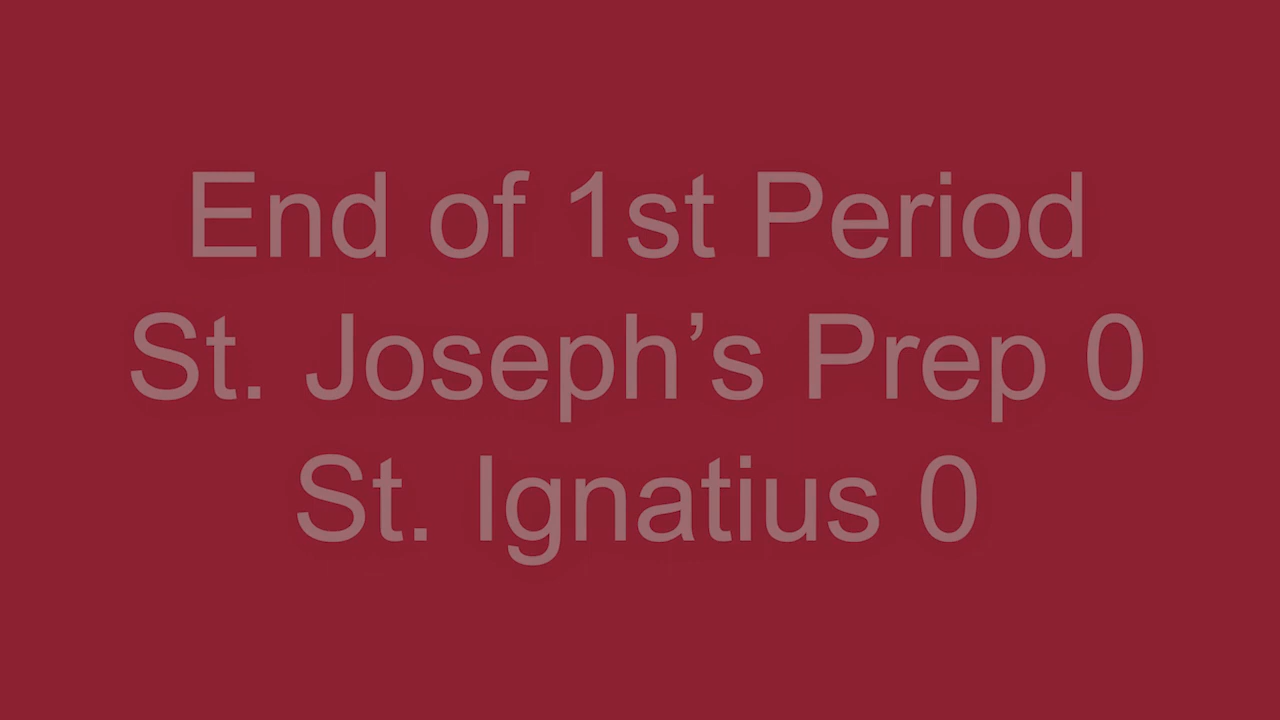 End of 1st Period
St. Joseph’s Prep 0
St. Ignatius 0